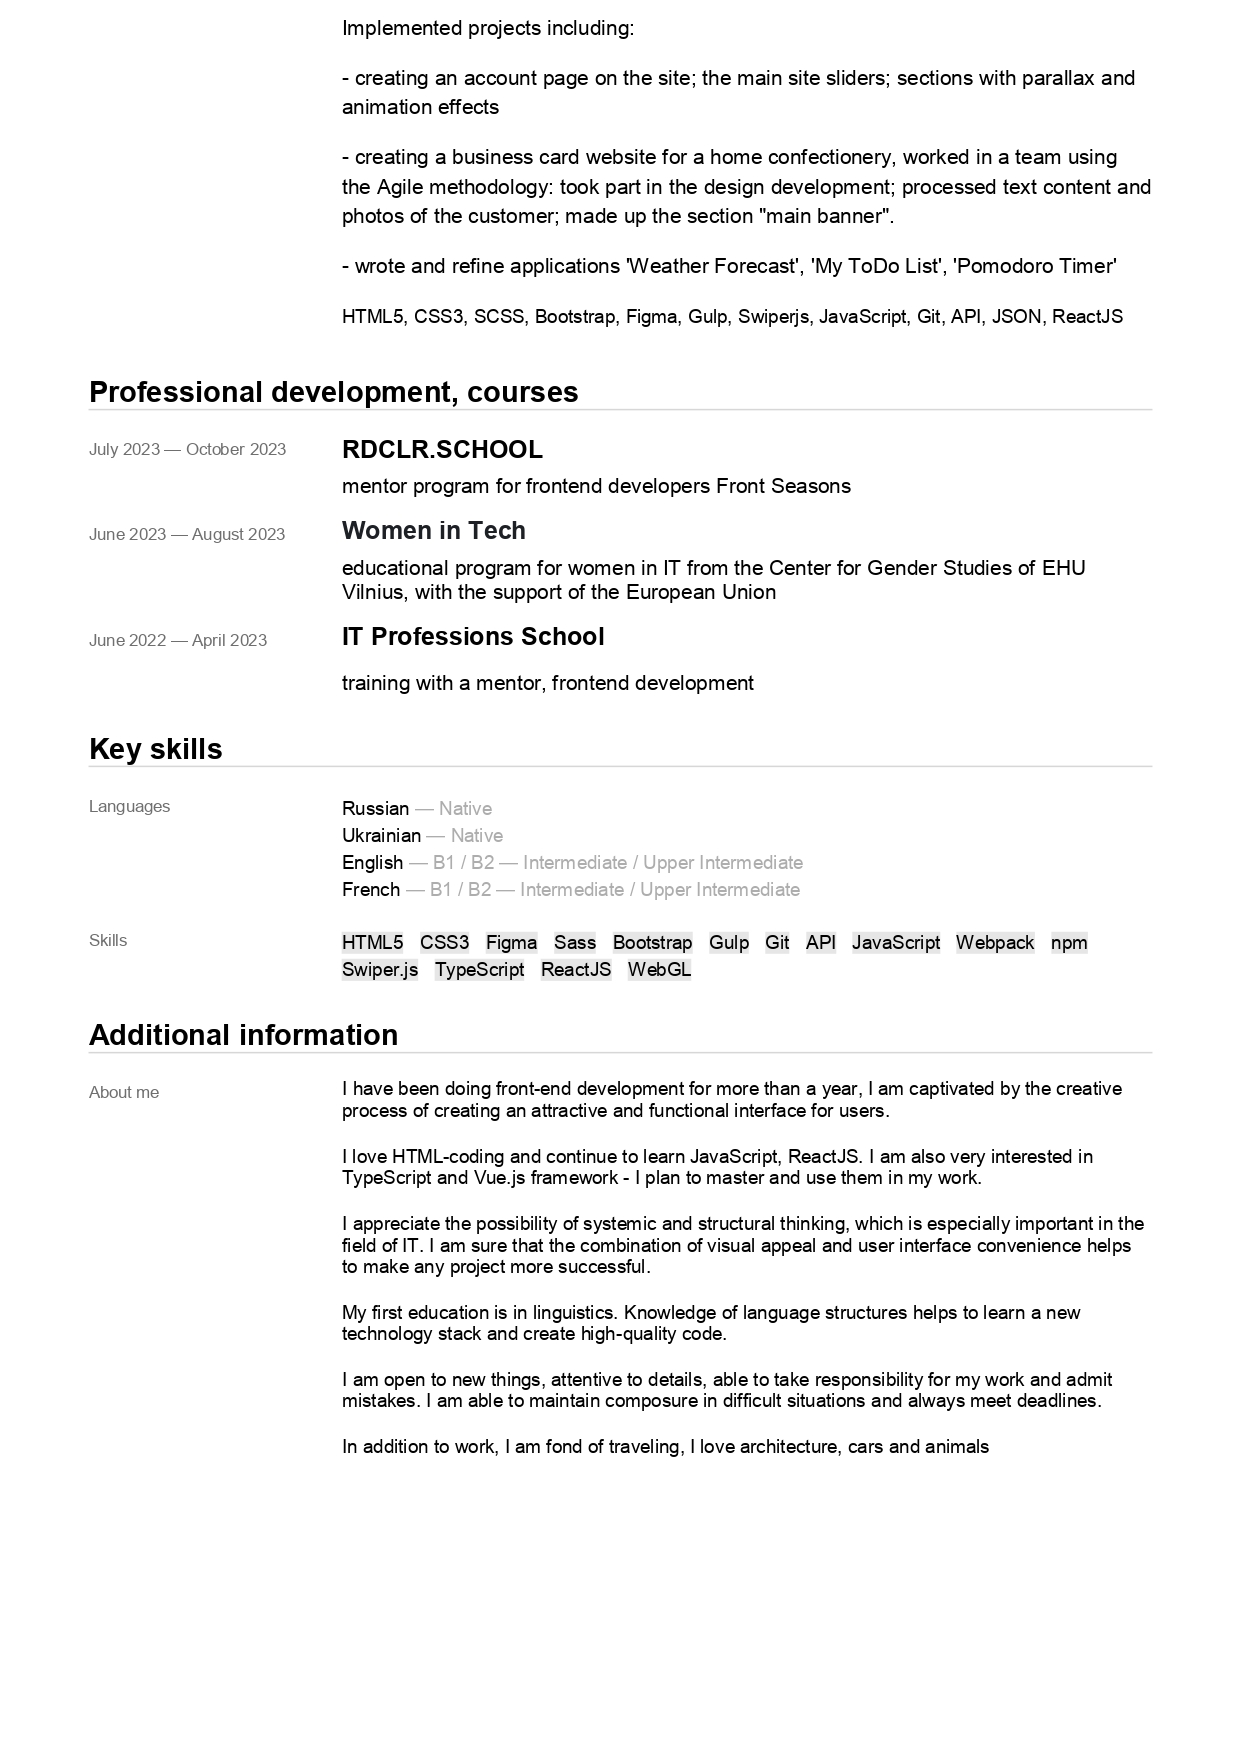 Implemented projects including:
- creating an account page on the site; the main site sliders; sections with parallax and
animation effects
- creating a business card website for a home confectionery, worked in a team using
the Agile methodology: took part in the design development; processed text content and
photos of the customer; made up the section "main banner".
- wrote and refine applications 'Weather Forecast', 'My ToDo List', 'Pomodoro Timer'
HTML5, CSS3, SCSS, Bootstrap, Figma, Gulp, Swiperjs, JavaScript, Git, API, JSON, ReactJS
Professional development, courses
July 2023 — October 2023 RDCLR.SCHOOL
mentor program for frontend developers Front Seasons
June 2023 — August 2023 Women in Tech
educational program for women in IT from the Center for Gender Studies of EHU
Vilnius, with the support of the European Union
June 2022 — April 2023 IT Professions School
training with a mentor, frontend development
Key skills
Languages Russian — Native
Ukrainian — Native
English — B1 / B2 — Intermediate / Upper Intermediate
French — B1 / B2 — Intermediate / Upper Intermediate
Skills HTML5 CSS3 Figma Sass Bootstrap Gulp Git API JavaScript Webpack npm
Swiper.js TypeScript ReactJS WebGL
Additional information
About me I have been doing front-end development for more than a year, I am captivated by the creative
process of creating an attractive and functional interface for users.
I love HTML-coding and continue to learn JavaScript, ReactJS. I am also very interested in
TypeScript and Vue.js framework - I plan to master and use them in my work.
I appreciate the possibility of systemic and structural thinking, which is especially important in the
field of IT. I am sure that the combination of visual appeal and user interface convenience helps
to make any project more successful.
My first education is in linguistics. Knowledge of language structures helps to learn a new
technology stack and create high-quality code.
I am open to new things, attentive to details, able to take responsibility for my work and admit
mistakes. I am able to maintain composure in difficult situations and always meet deadlines.
In addition to work, I am fond of traveling, I love architecture, cars and animals